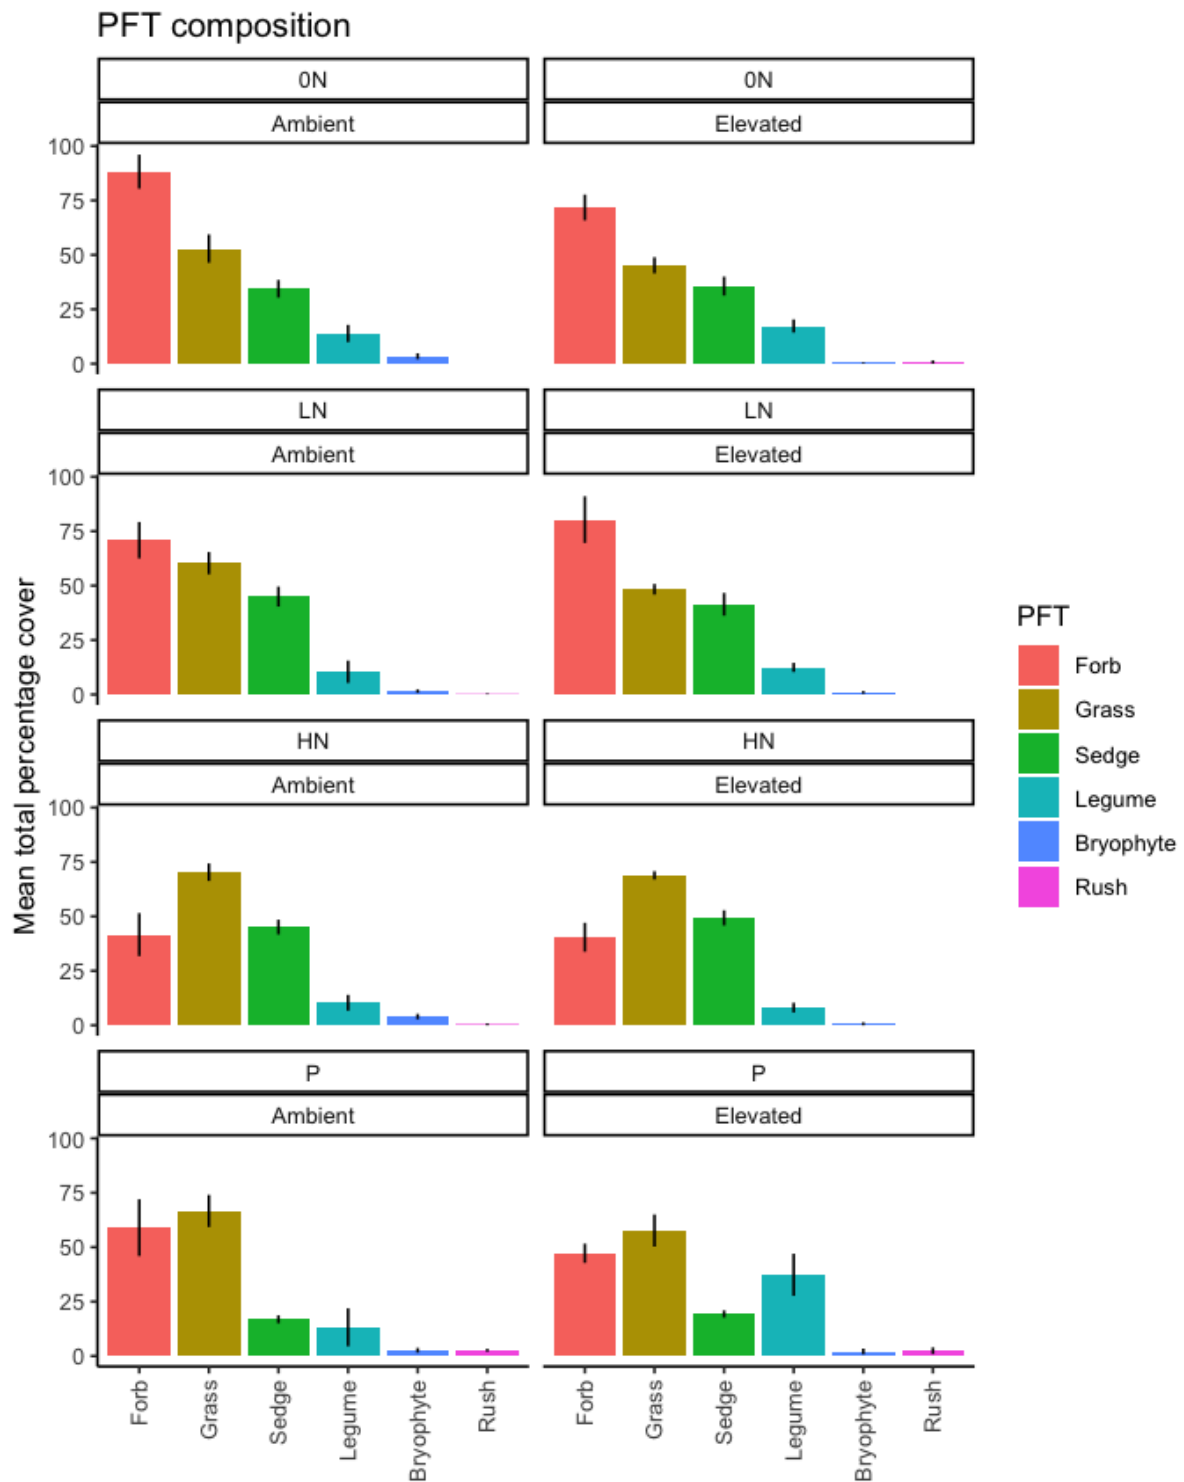 PFT composition
0N 0N
Ambient Elevated
100
75
50
25
0
LN LN
Ambient Elevated
100
75
50
25
0
HN HN
Ambient Elevated
100
75
50
25
0
P P
Ambient Elevated
100
75
50
25
0
Forb Grass Sedge Legume Bryophyte Rush Forb Grass Sedge Legume Bryophyte Rush
Mean total percentage cover
PFT
Forb
Grass
Sedge
Legume
Bryophyte
Rush